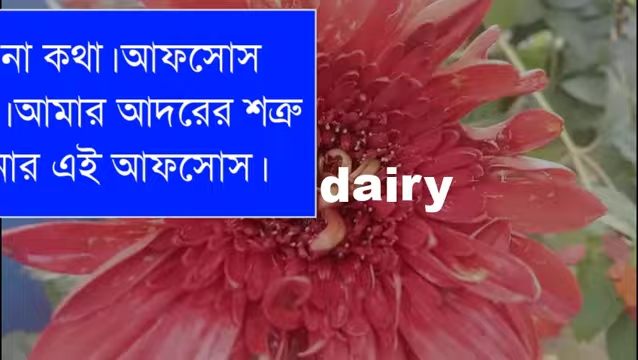 না কথা।আফসোস
।আমার আদরের শত্রু
এই আফসোস।
dairy